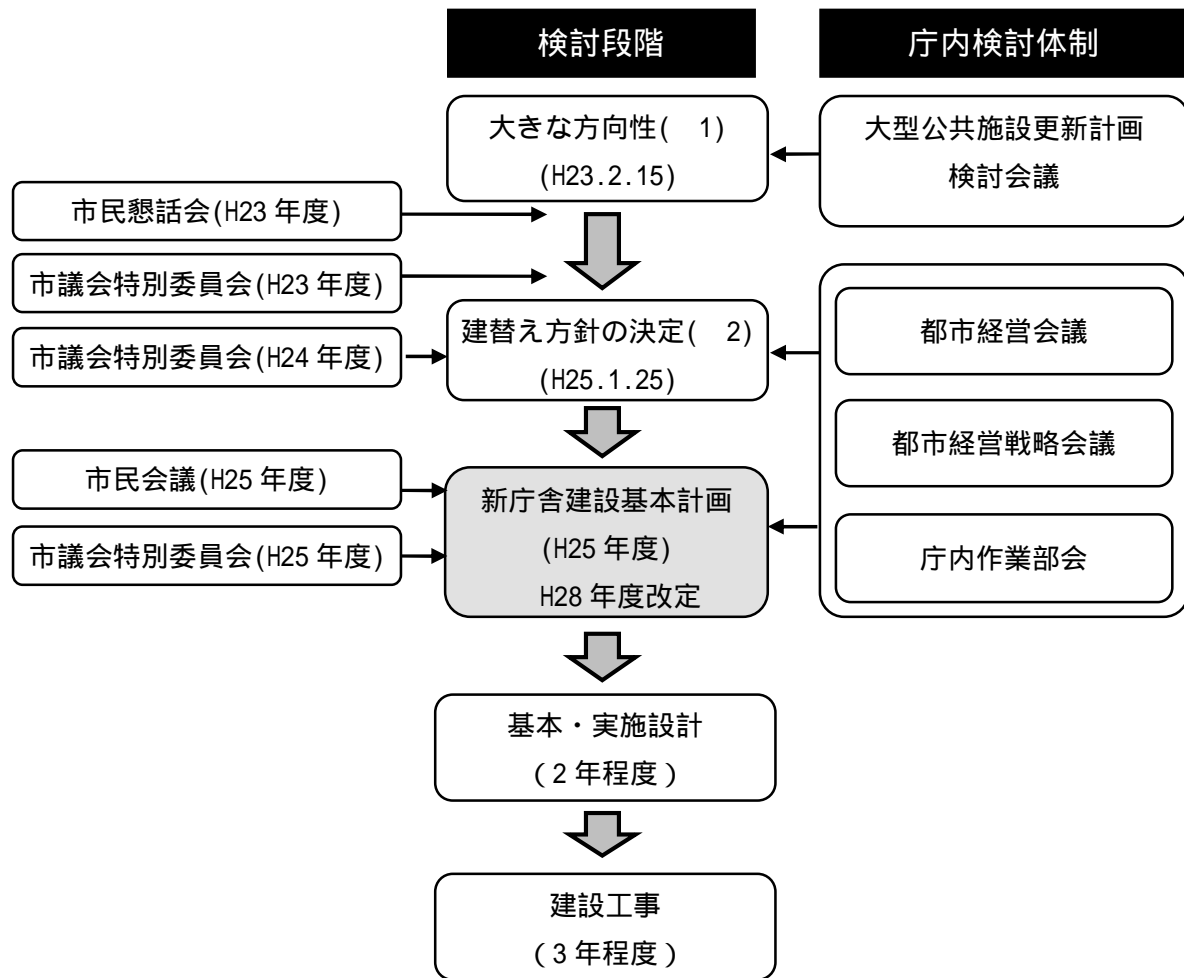 検討段階
庁内検討体制
大きな方向性(　1)
(H23.2.15)
大型公共施設更新計画
検討会議
市民懇話会(H23 年度)
市議会特別委員会(H23 年度)
市議会特別委員会(H24 年度)
建替え方針の決定(　2)
(H25.1.25)
都市経営会議
都市経営戦略会議
庁内作業部会
市民会議(H25 年度)
市議会特別委員会(H25 年度)
新庁舎建設基本計画
(H25 年度)
H28 年度改定
基本・実施設計
（2 年程度）
建設工事
（3 年程度）